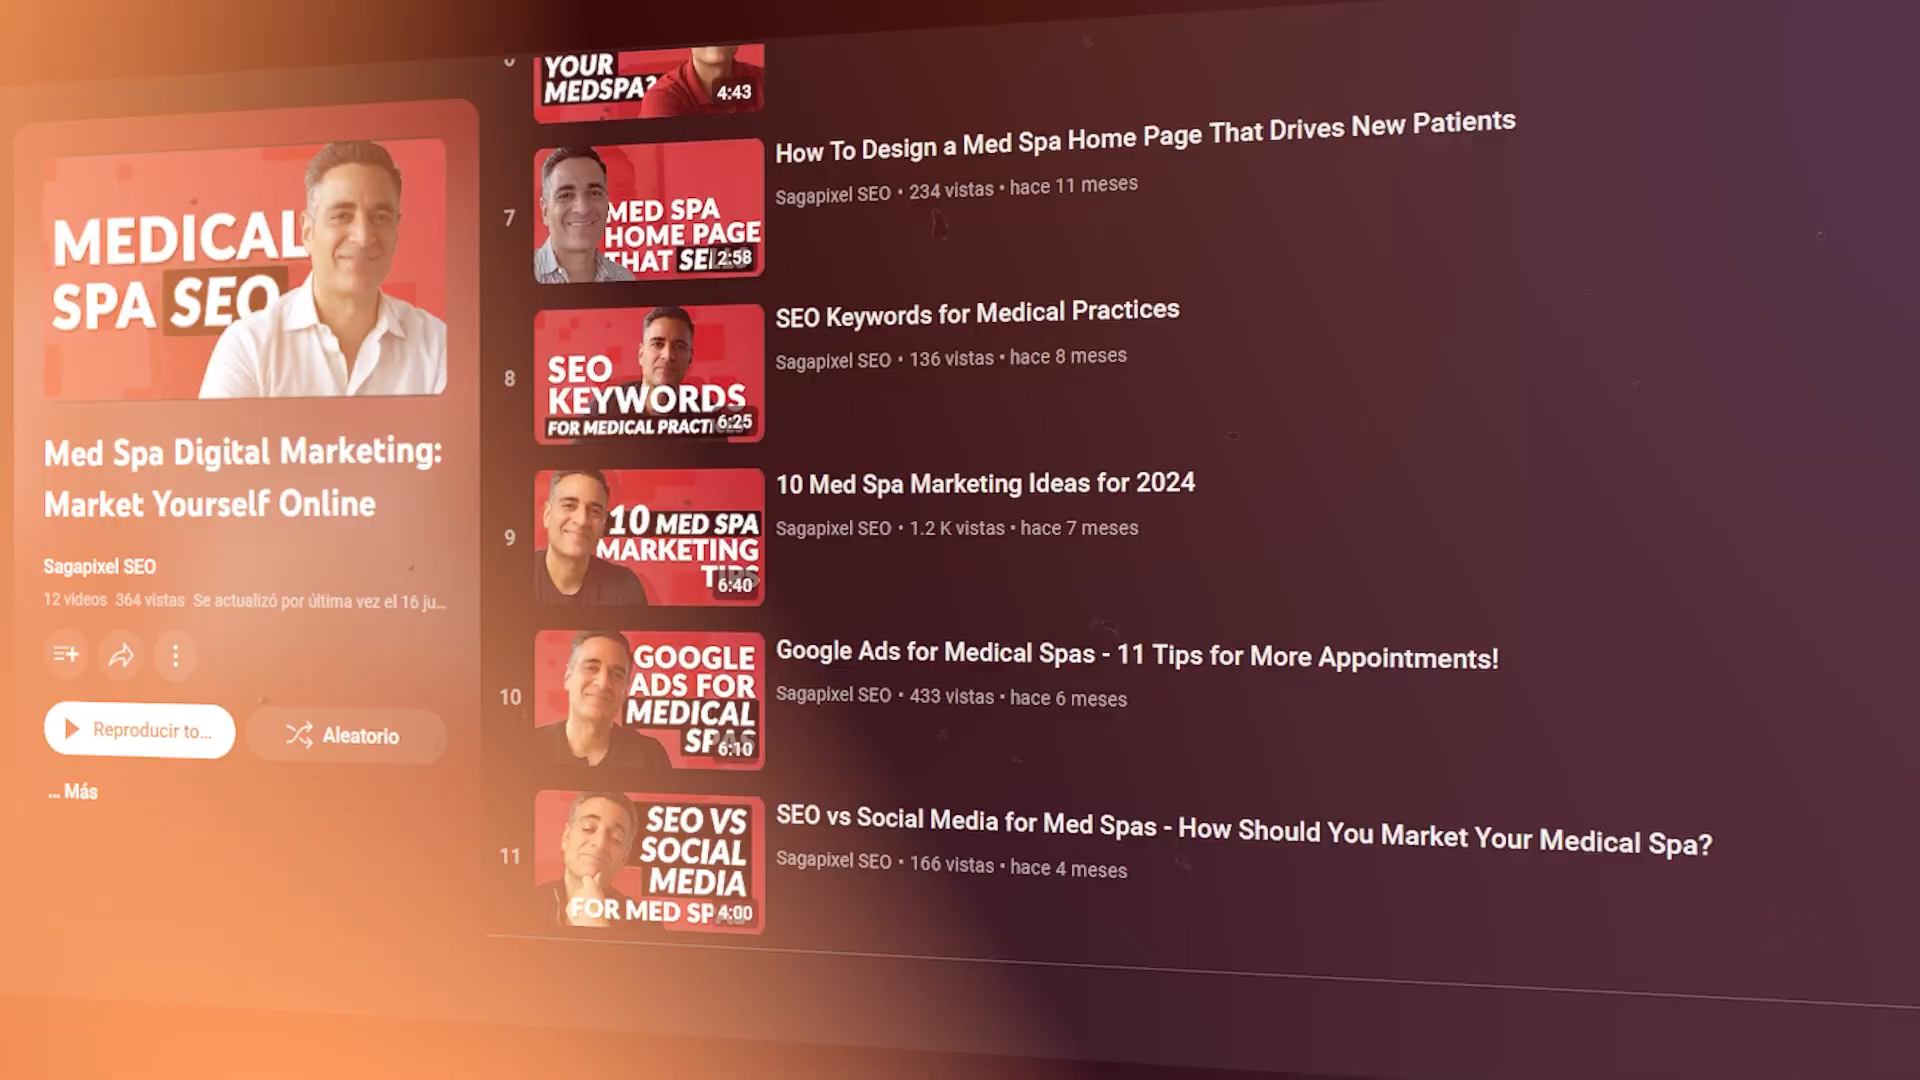 MEDICAL
SPA SEO
Med Spa Digital Marketing:
Market Yourself Online
Sagapixel SEO
12 videos 364 vistas Se actualizó por última vez el 16 ju...
Reproducir to...
Aleatorio
... Más
YOUR
MEDSPA?
4:43
7
MED SPA
HOME PAGE
THAT
2:58
How To Design a Med Spa Home Page That Drives New Patients
Sagapixel SEO • 234 vistas • hace 11 meses
8
SEO
KEYWORDS
FOR MEDICAL
6:25
SEO Keywords for Medical Practices
Sagapixel SEO • 136 vistas • hace 8 meses
9
10 MED SPA
MARKETING
TIPS
6:40
10 Med Spa Marketing Ideas for 2024
Sagapixel SEO • 1.2 K vistas • hace 7 meses
10
GOOGLE
ADS FOR
MEDICAL
SPAS
6:10
Google Ads for Medical Spas - 11 Tips for More Appointments!
Sagapixel SEO • 433 vistas • hace 6 meses
11
SEO VS
SOCIAL
MEDIA
FOR MED
4:00
SEO vs Social Media for Med Spas - How Should You Market Your Medical Spa?
Sagapixel SEO • 166 vistas • hace 4 meses